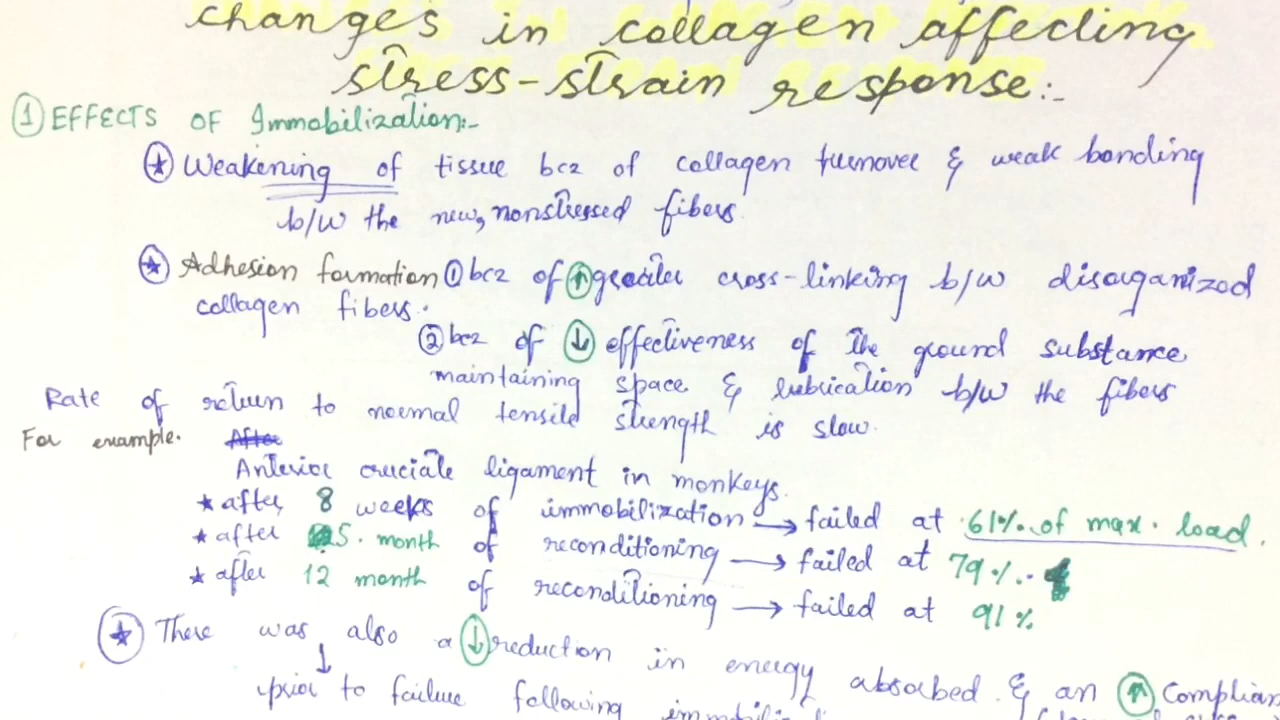 changes in collagen affecting
stress-strain response:-
① EFFECTS OF Immobilization:-
★ Weakening of tissue bcz of collagen turnover & weak bonding
b/w the new, nonstressed fibers
★ Adhesion formation ① bcz of ↑ greater cross-linking b/w disorganized
collagen fibers.
② bcz of ↓ effectiveness of the ground substance
maintaining space & lubrication b/w the fibers
Rate of return to normal tensile strength is slow.
For example. After
Anterior cruciate ligament in monkeys.
★ after 8 weeks of immobilization → failed at 61% of max. load.
★ after 5. month of reconditioning → failed at 79%.
★ after 12 month of reconditioning → failed at 91%
★ There was also a ↓ reduction in energy absorbed & an ↑ Complian
↓ prior to failure following